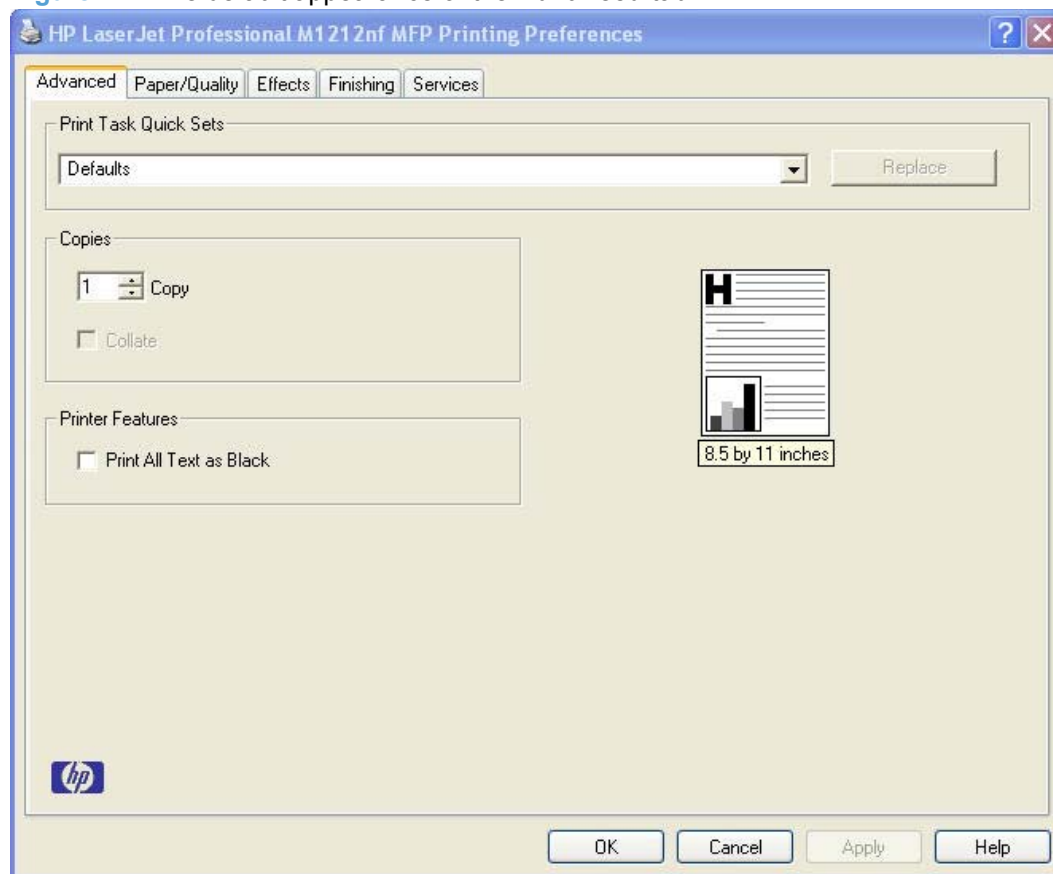 HP LaserJet Professional M1212nf MFP Printing Preferences
Advanced Paper/Quality Effects Finishing Services
Print Task Quick Sets
Defaults Replace
Copies
1 Copy
Collate
Printer Features
Print All Text as Black
H
8.5 by 11 inches
hp
OK Cancel Apply Help